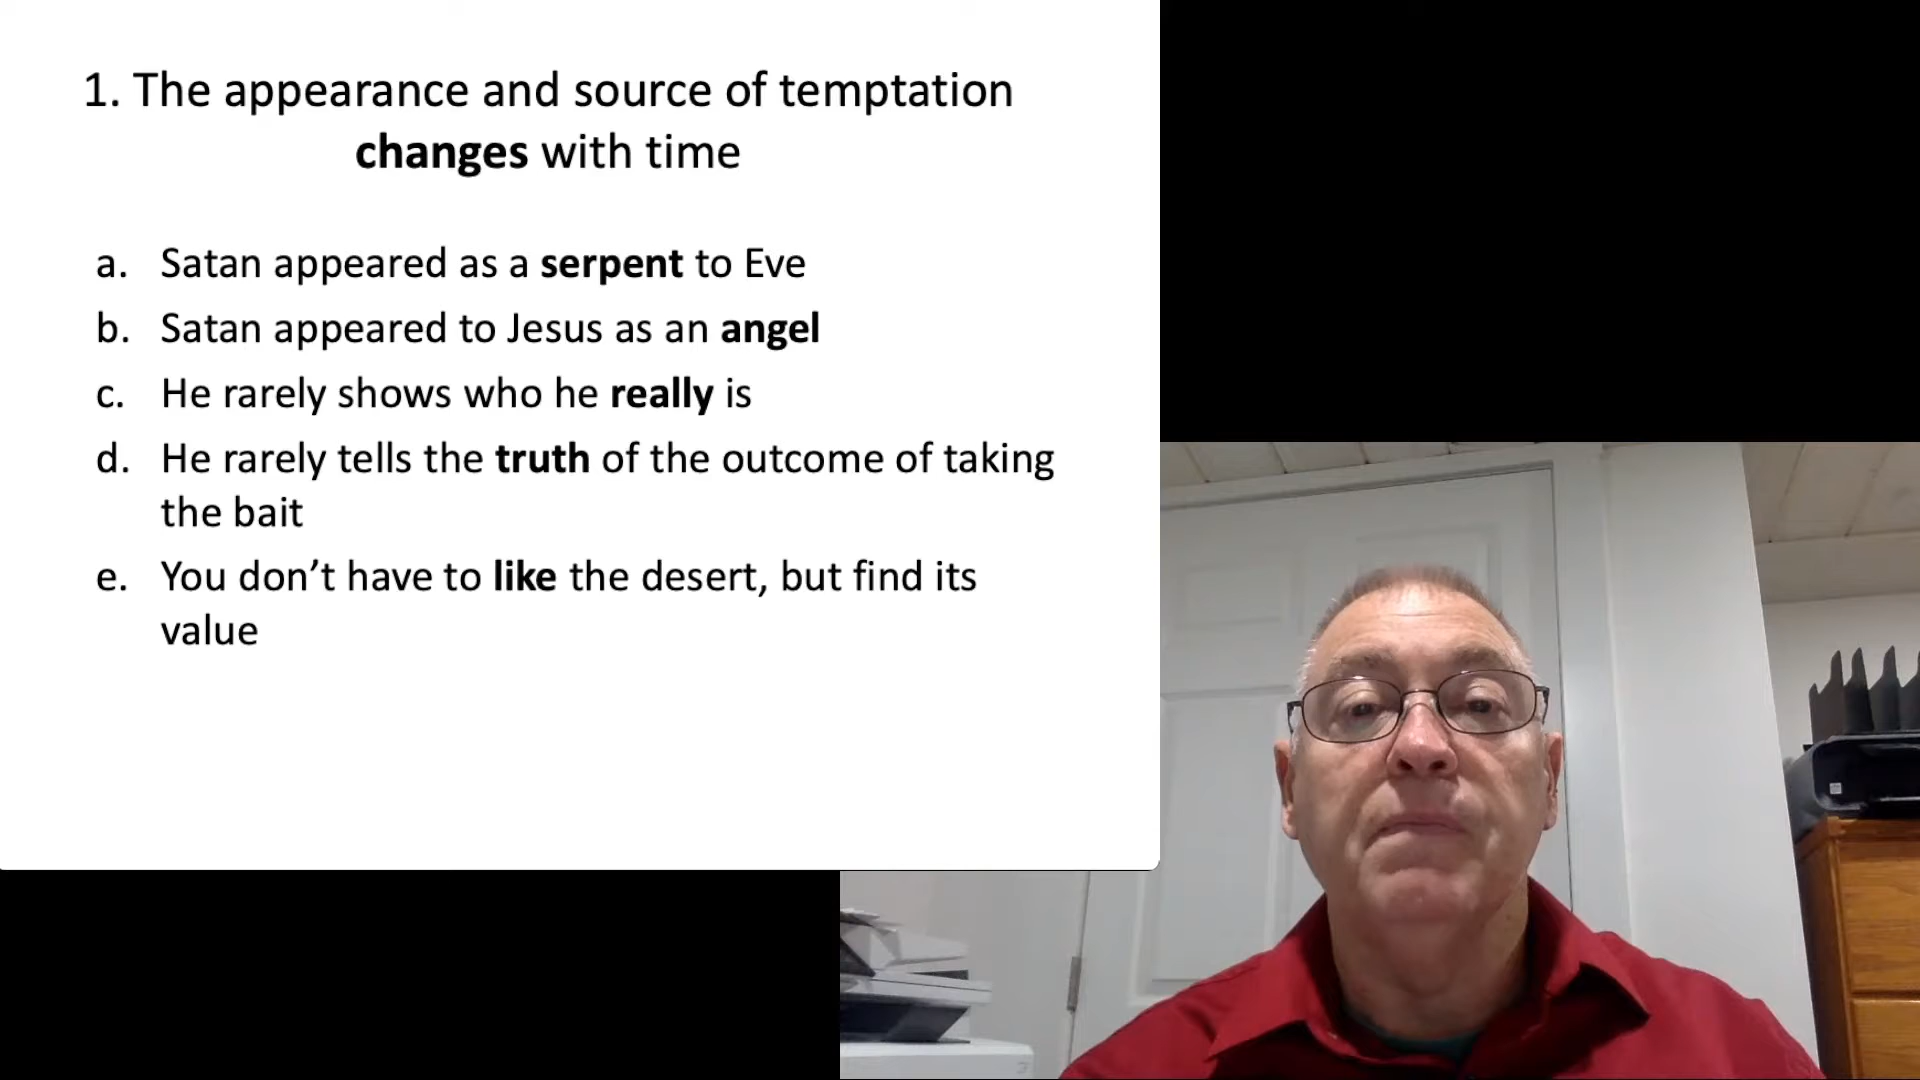 1. The appearance and source of temptation
changes with time
a. Satan appeared as a serpent to Eve
b. Satan appeared to Jesus as an angel
c. He rarely shows who he really is
d. He rarely tells the truth of the outcome of taking
the bait
e. You don’t have to like the desert, but find its
value